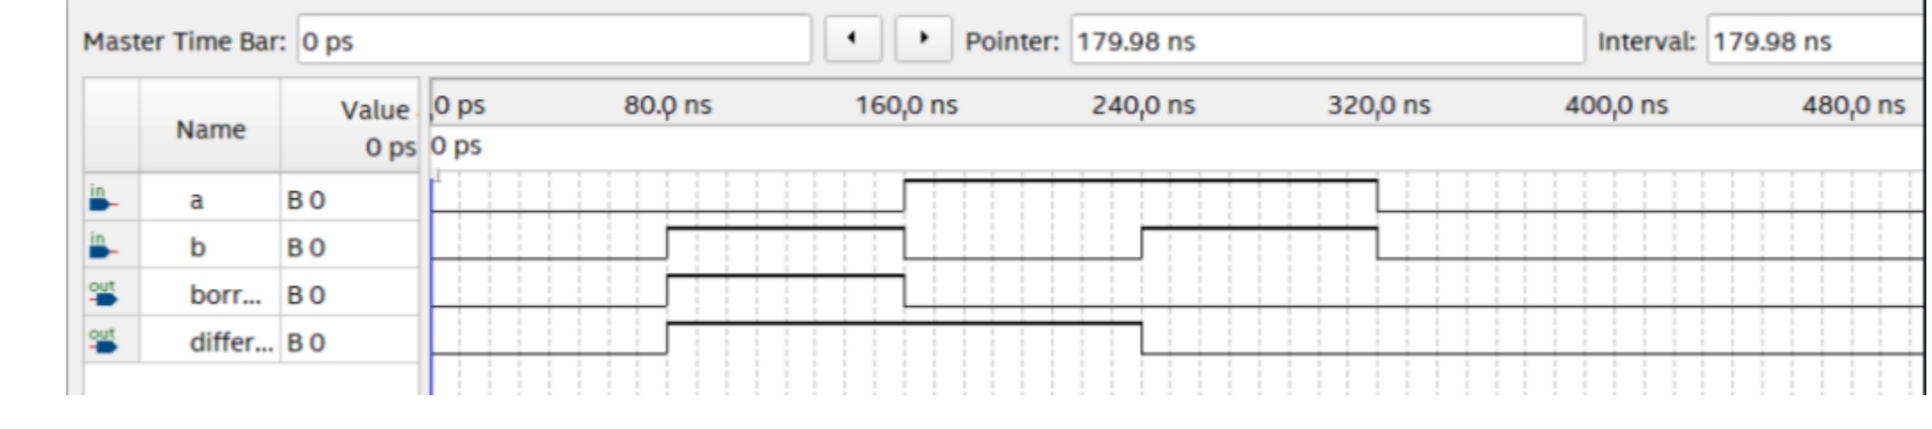 Master Time Bar: 0 ps Pointer: 179.98 ns Interval: 179.98 ns
Name Value 0 ps
0 ps 80.0 ns 160.0 ns 240.0 ns 320.0 ns 400.0 ns 480.0 ns
0 ps
in a B 0
in b B 0
out borr... B 0
out differ... B 0